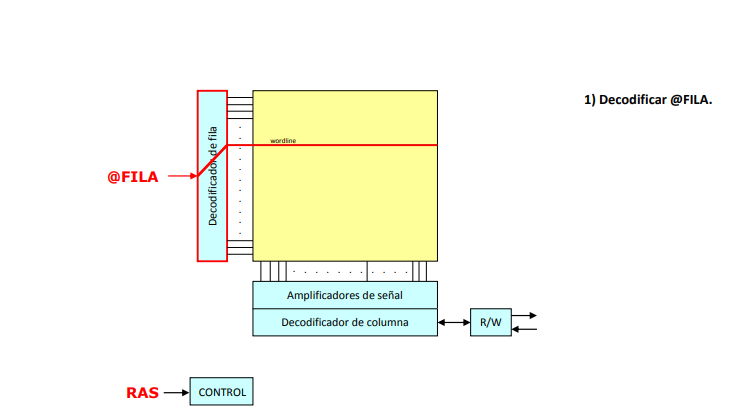 1) Decodificar @FILA.
Decodificador de fila
wordline
@FILA
Amplificadores de señal
Decodificador de columna
R/W
RAS
CONTROL